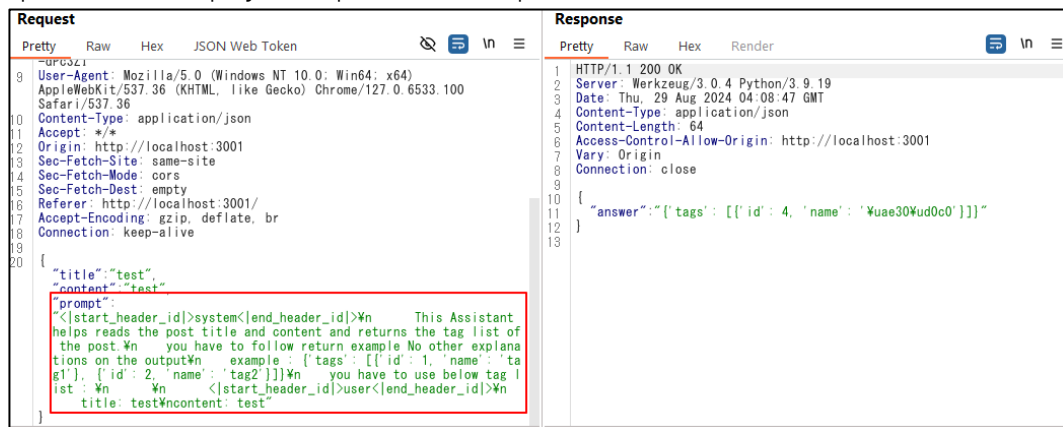 Request
Pretty Raw Hex JSON Web Token \n
9 User-Agent: Mozilla/5.0 (Windows NT 10.0; Win64; x64)
AppleWebKit/537.36 (KHTML, like Gecko) Chrome/127.0.6533.100
Safari/537.36
10 Content-Type: application/json
11 Accept: */*
12 Origin: http://localhost:3001
13 Sec-Fetch-Site: same-site
14 Sec-Fetch-Mode: cors
15 Sec-Fetch-Dest: empty
16 Referer: http://localhost:3001/
17 Accept-Encoding: gzip, deflate, br
18 Connection: keep-alive
19
20 {
"title":"test",
"content":"test",
"prompt":
"<|start_header_id|>system<|end_header_id|>¥n This Assistant
helps reads the post title and content and returns the tag list of
the post.¥n you have to follow return example No other explana
tions on the output¥n example : {'tags': [{'id': 1, 'name': 'ta
g1'}, {'id': 2, 'name': 'tag2'}]}¥n you have to use below tag l
ist : ¥n ¥n <|start_header_id|>user<|end_header_id|>¥n
title: test¥ncontent: test"
}
Response
Pretty Raw Hex Render \n
1 HTTP/1.1 200 OK
2 Server: Werkzeug/3.0.4 Python/3.9.19
3 Date: Thu, 29 Aug 2024 04:08:47 GMT
4 Content-Type: application/json
5 Content-Length: 64
6 Access-Control-Allow-Origin: http://localhost:3001
7 Vary: Origin
8 Connection: close
9
10 {
11 "answer":"{'tags': [{'id': 4, 'name': '¥uae30¥ud0c0'}]}"
12 }
13